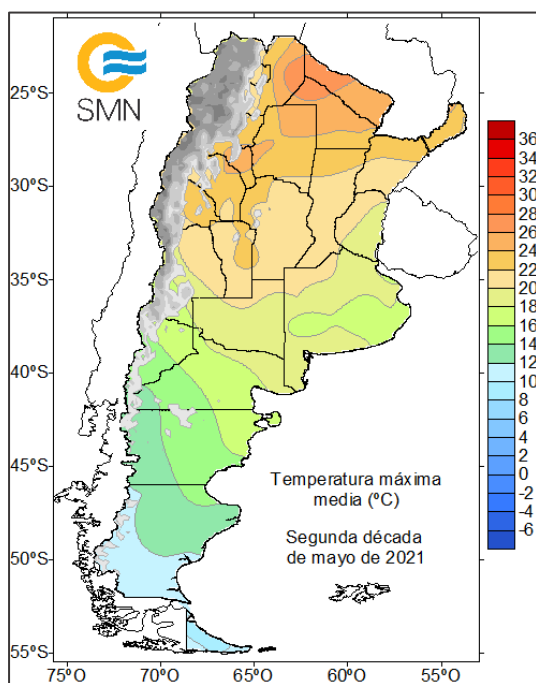 SMN
25°S
30°S
35°S
40°S
45°S
50°S
55°S
75°O
70°O
65°O
60°O
55°O
36
34
32
30
28
26
24
22
20
18
16
14
12
10
8
6
4
2
0
-2
-4
-6
Temperatura máxima
media (ºC)
Segunda década
de mayo de 2021